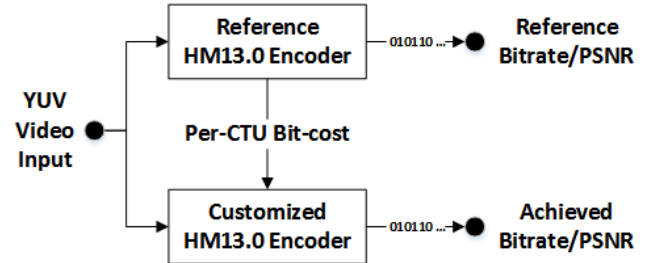 Reference
HM13.0 Encoder
010110 ...
Reference
Bitrate/PSNR
YUV
Video
Input
Per-CTU Bit-cost
Customized
HM13.0 Encoder
010110 ...
Achieved
Bitrate/PSNR